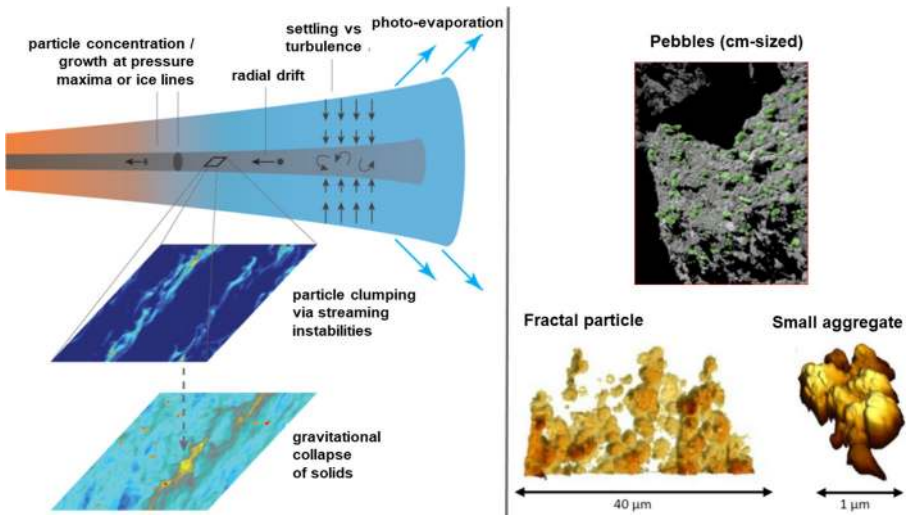 particle concentration /
growth at pressure
maxima or ice lines
radial drift
settling vs
turbulence
photo-evaporation
particle clumping
via streaming
instabilities
gravitational
collapse
of solids
Pebbles (cm-sized)
Fractal particle
40 μm
Small aggregate
1 μm